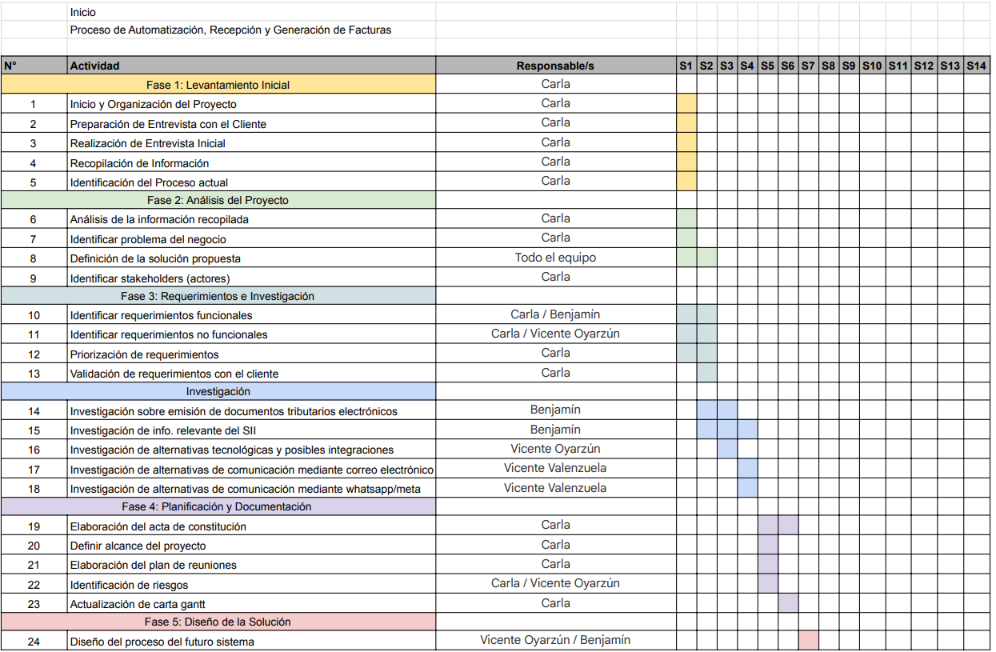 Inicio
Proceso de Automatización, Recepción y Generación de Facturas
N° Actividad Responsable/s S1 S2 S3 S4 S5 S6 S7 S8 S9 S10 S11 S12 S13 S14
Fase 1: Levantamiento Inicial Carla
1 Inicio y Organización del Proyecto Carla
2 Preparación de Entrevista con el Cliente Carla
3 Realización de Entrevista Inicial Carla
4 Recopilación de Información Carla
5 Identificación del Proceso actual Carla
Fase 2: Análisis del Proyecto
6 Análisis de la información recopilada Carla
7 Identificar problema del negocio Carla
8 Definición de la solución propuesta Todo el equipo
9 Identificar stakeholders (actores) Carla
Fase 3: Requerimientos e Investigación
10 Identificar requerimientos funcionales Carla / Benjamín
11 Identificar requerimientos no funcionales Carla / Vicente Oyarzún
12 Priorización de requerimientos Carla
13 Validación de requerimientos con el cliente Carla
Investigación
14 Investigación sobre emisión de documentos tributarios electrónicos Benjamín
15 Investigación de info. relevante del SII Benjamín
16 Investigación de alternativas tecnológicas y posibles integraciones Vicente Oyarzún
17 Investigación de alternativas de comunicación mediante correo electrónico Vicente Valenzuela
18 Investigación de alternativas de comunicación mediante whatsapp/meta Vicente Valenzuela
Fase 4: Planificación y Documentación
19 Elaboración del acta de constitución Carla
20 Definir alcance del proyecto Carla
21 Elaboración del plan de reuniones Carla
22 Identificación de riesgos Carla / Vicente Oyarzún
23 Actualización de carta gantt Carla
Fase 5: Diseño de la Solución
24 Diseño del proceso del futuro sistema Vicente Oyarzún / Benjamín